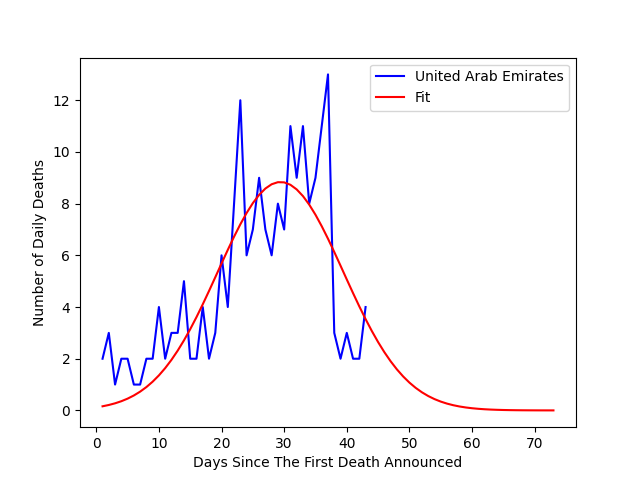 United Arab Emirates
Fit
Number of Daily Deaths
12
10
8
6
4
2
0
0 10 20 30 40 50 60 70
Days Since The First Death Announced